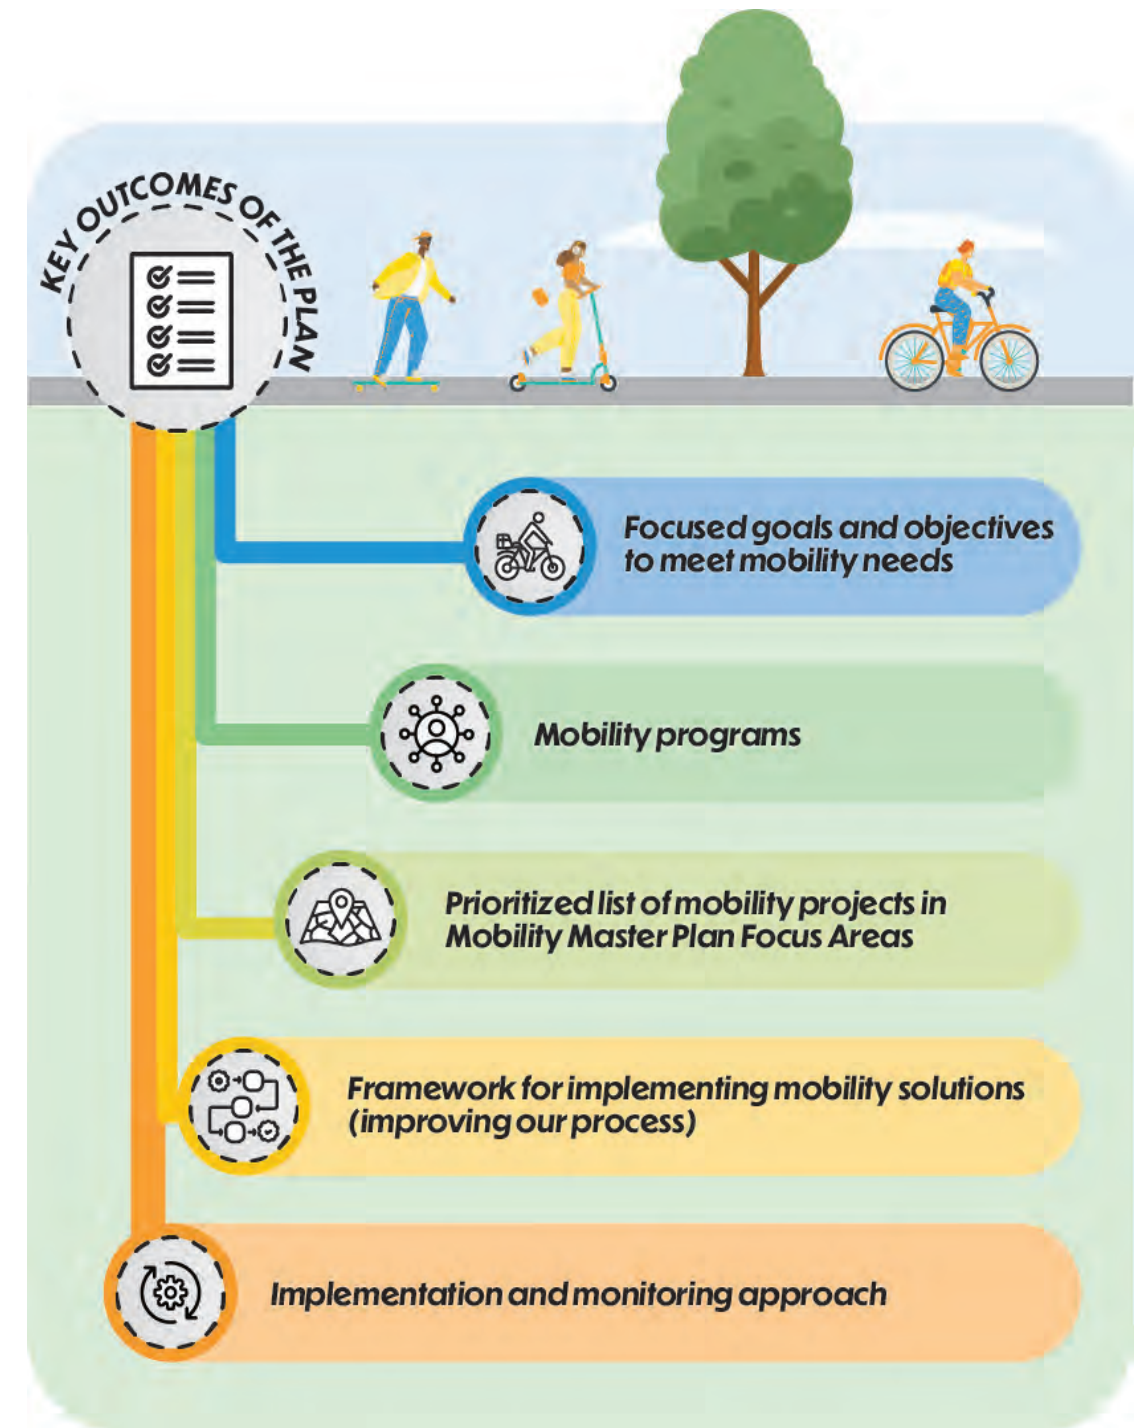 KEY OUTCOMES OF THE PLAN
Focused goals and objectives
to meet mobility needs
Mobility programs
Prioritized list of mobility projects in
Mobility Master Plan Focus Areas
Framework for implementing mobility solutions
(improving our process)
Implementation and monitoring approach